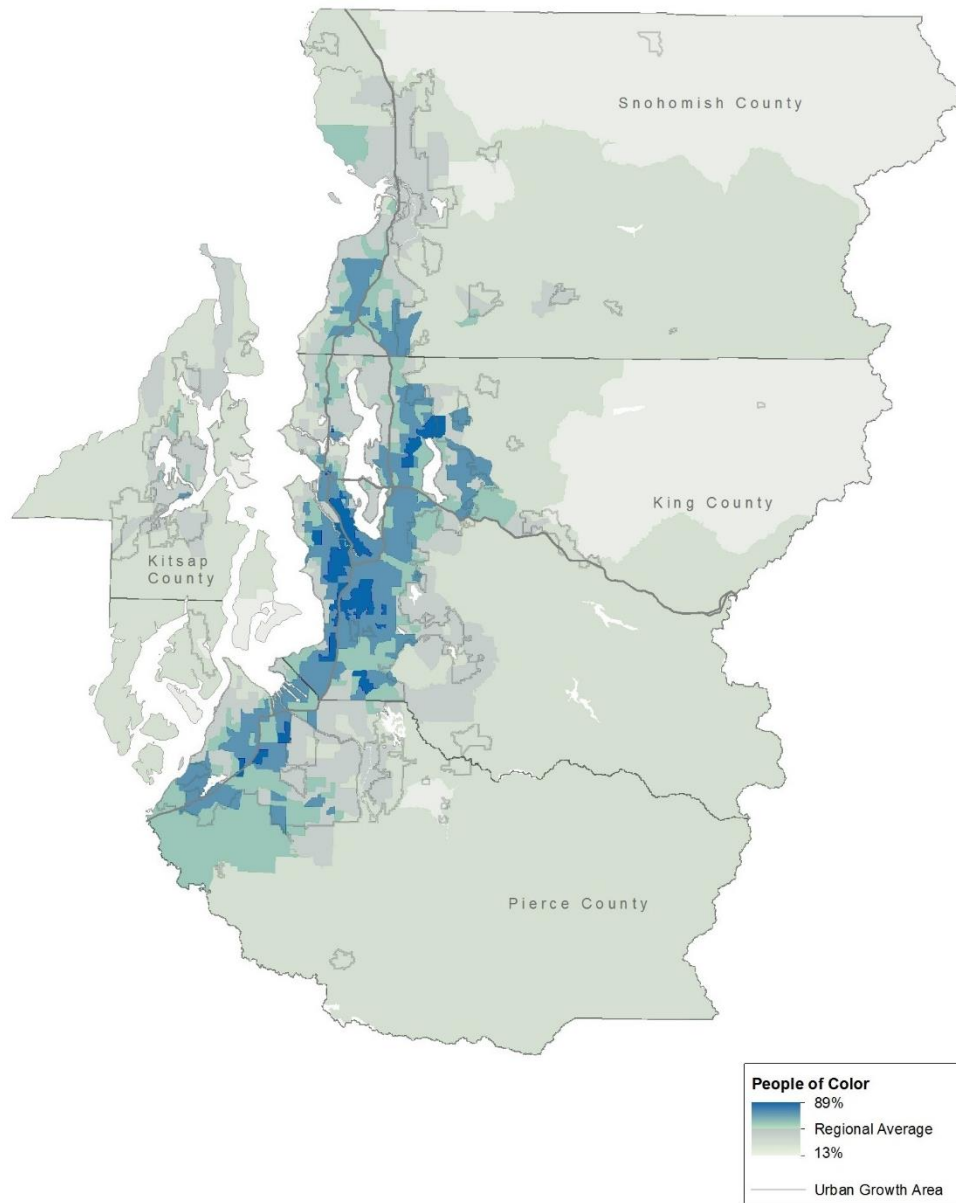 Snohomish County
King County
Kitsap
County
Pierce County
People of Color
89%
Regional Average
13%
Urban Growth Area